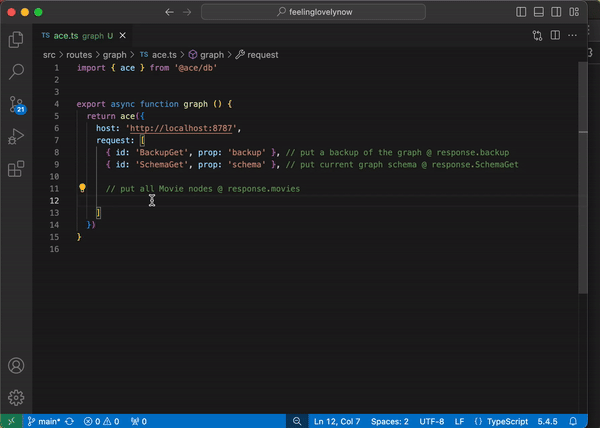 feelinglovelynow
TS ace.ts graph U
src > routes > graph > TS ace.ts > graph > request
1 import { ace } from '@ace/db'
2
3
4 export async function graph () {
5 return ace({
6 host: 'http://localhost:8787',
7 request: [
8 { id: 'BackupGet', prop: 'backup' }, // put a backup of the graph @ response.backup
9 { id: 'SchemaGet', prop: 'schema' }, // put current graph schema @ response.SchemaGet
10
11 // put all Movie nodes @ response.movies
12
13 ]
14 })
15 }
16
21
main* 0 0 0 Ln 12, Col 7 Spaces: 2 UTF-8 LF {} TypeScript 5.4.5